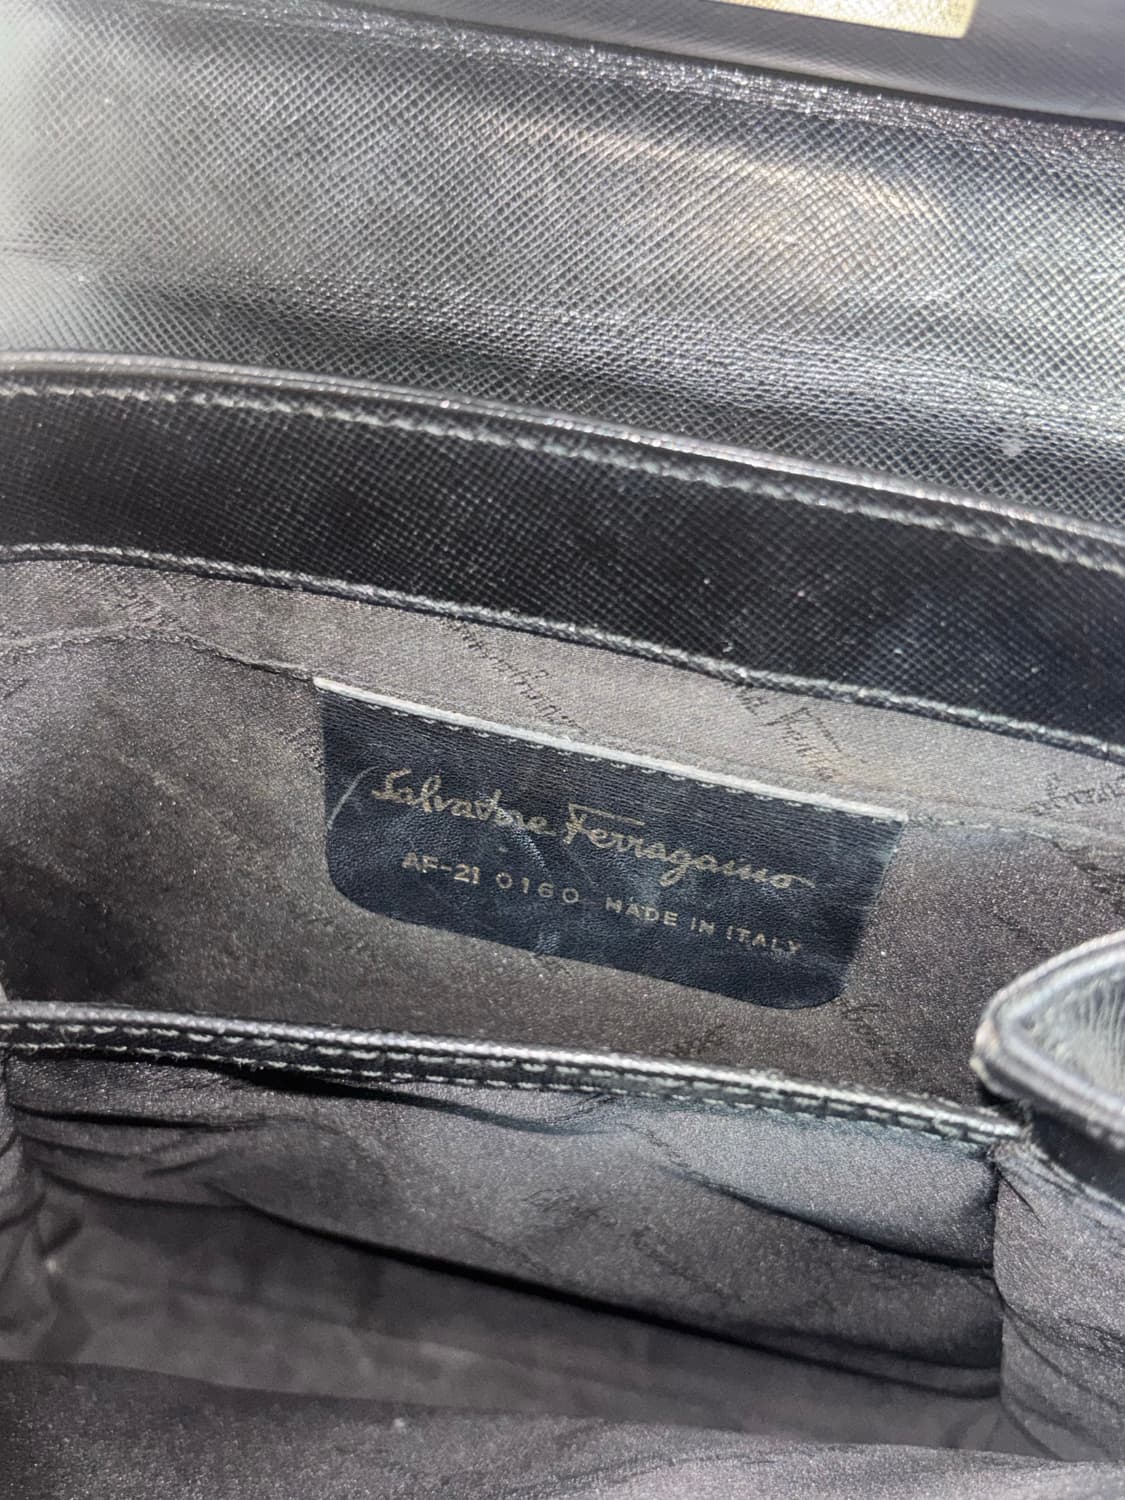 Salvatore Ferragamo
AF-21 0160 MADE IN ITALY